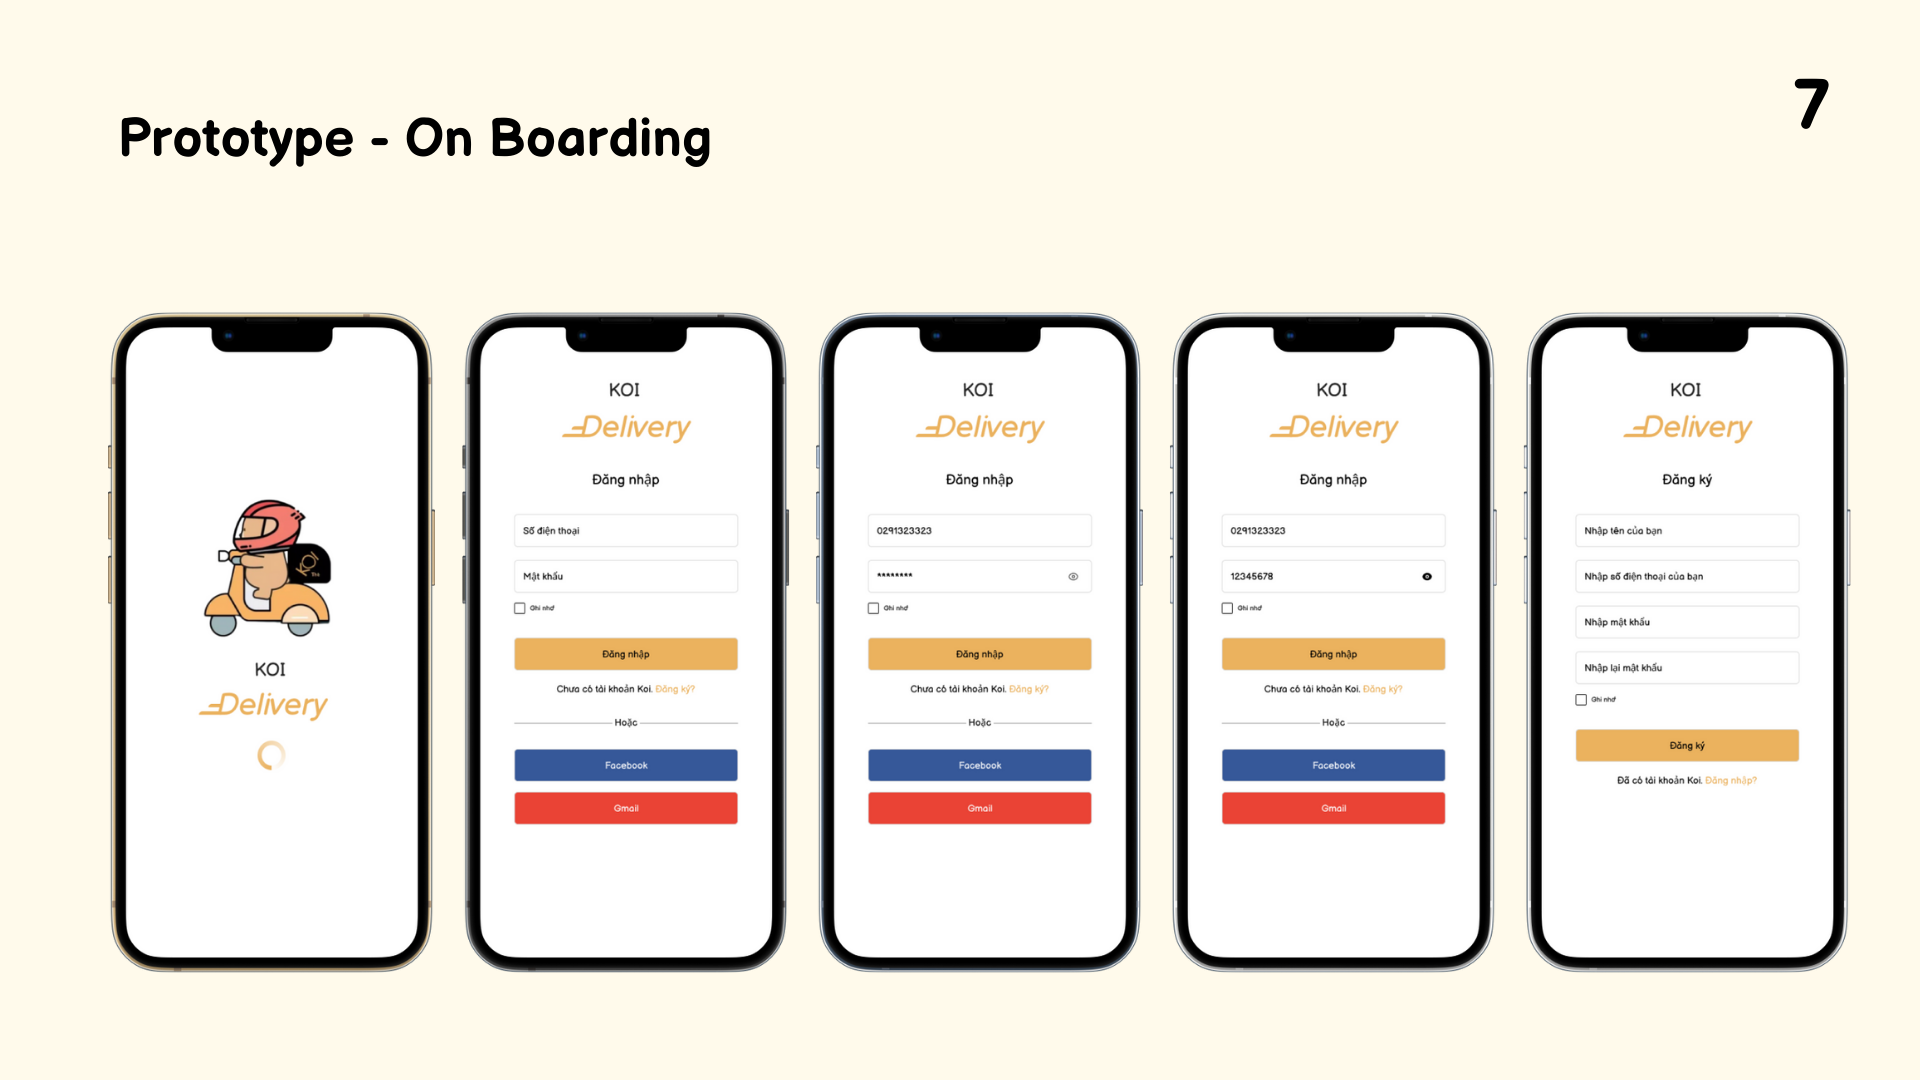 Prototype - On Boarding
7
KOI
Thé
KOI
Delivery
KOI
Delivery
Đăng nhập
Số điện thoại
Mật khẩu
Ghi nhớ
Đăng nhập
Chưa có tài khoản Koi. Đăng ký?
Hoặc
Facebook
Gmail
KOI
Delivery
Đăng nhập
0291323323
********
Ghi nhớ
Đăng nhập
Chưa có tài khoản Koi. Đăng ký?
Hoặc
Facebook
Gmail
KOI
Delivery
Đăng nhập
0291323323
12345678
Ghi nhớ
Đăng nhập
Chưa có tài khoản Koi. Đăng ký?
Hoặc
Facebook
Gmail
KOI
Delivery
Đăng ký
Nhập tên của bạn
Nhập số điện thoại của bạn
Nhập mật khẩu
Nhập lại mật khẩu
Ghi nhớ
Đăng ký
Đã có tài khoản Koi. Đăng nhập?